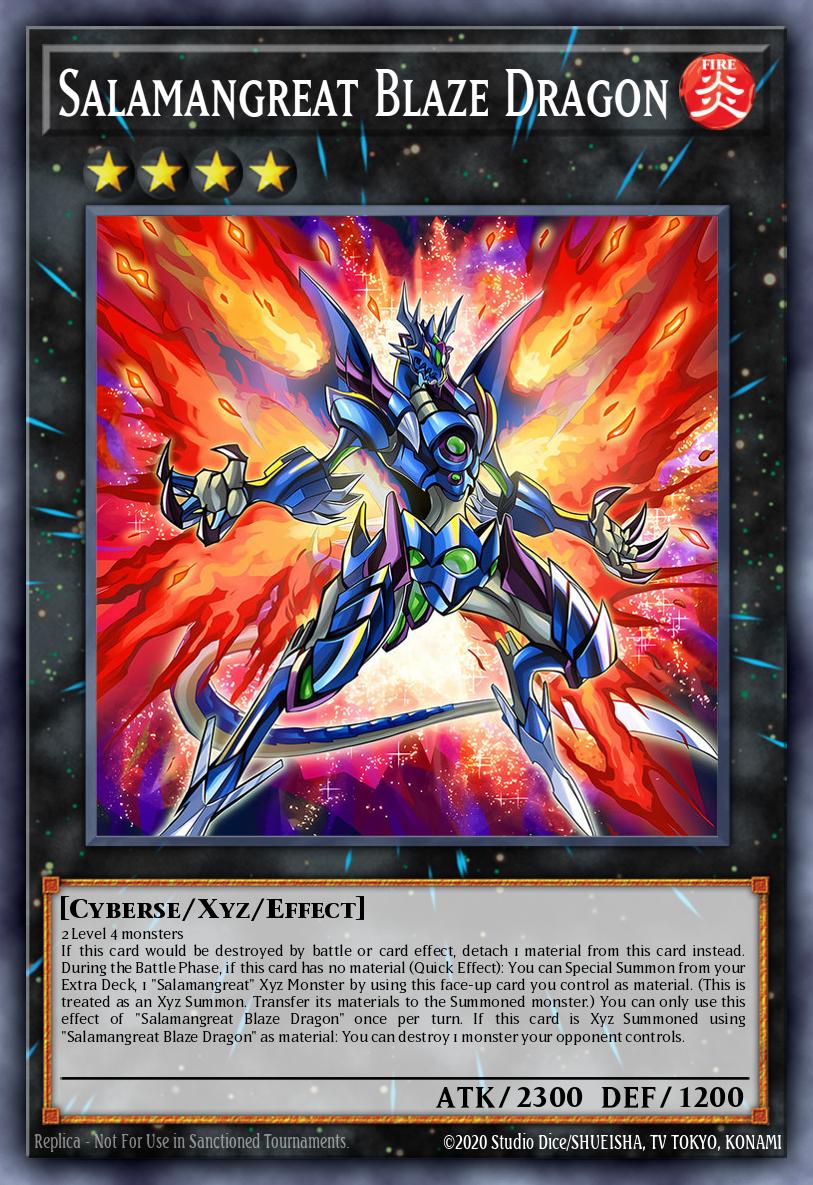 Salamangreat Blaze Dragon
FIRE
炎
[Cyberse/Xyz/Effect]
2 Level 4 monsters
If this card would be destroyed by battle or card effect, detach 1 material from this card instead.
During the Battle Phase, if this card has no material (Quick Effect): You can Special Summon from your
Extra Deck, 1 "Salamangreat" Xyz Monster by using this face-up card you control as material. (This is
treated as an Xyz Summon. Transfer its materials to the Summoned monster.) You can only use this
effect of "Salamangreat Blaze Dragon" once per turn. If this card is Xyz Summoned using
"Salamangreat Blaze Dragon" as material: You can destroy 1 monster your opponent controls.
ATK/2300 DEF/1200
Replica - Not For Use in Sanctioned Tournaments.
©2020 Studio Dice/SHUEISHA, TV TOKYO, KONAMI